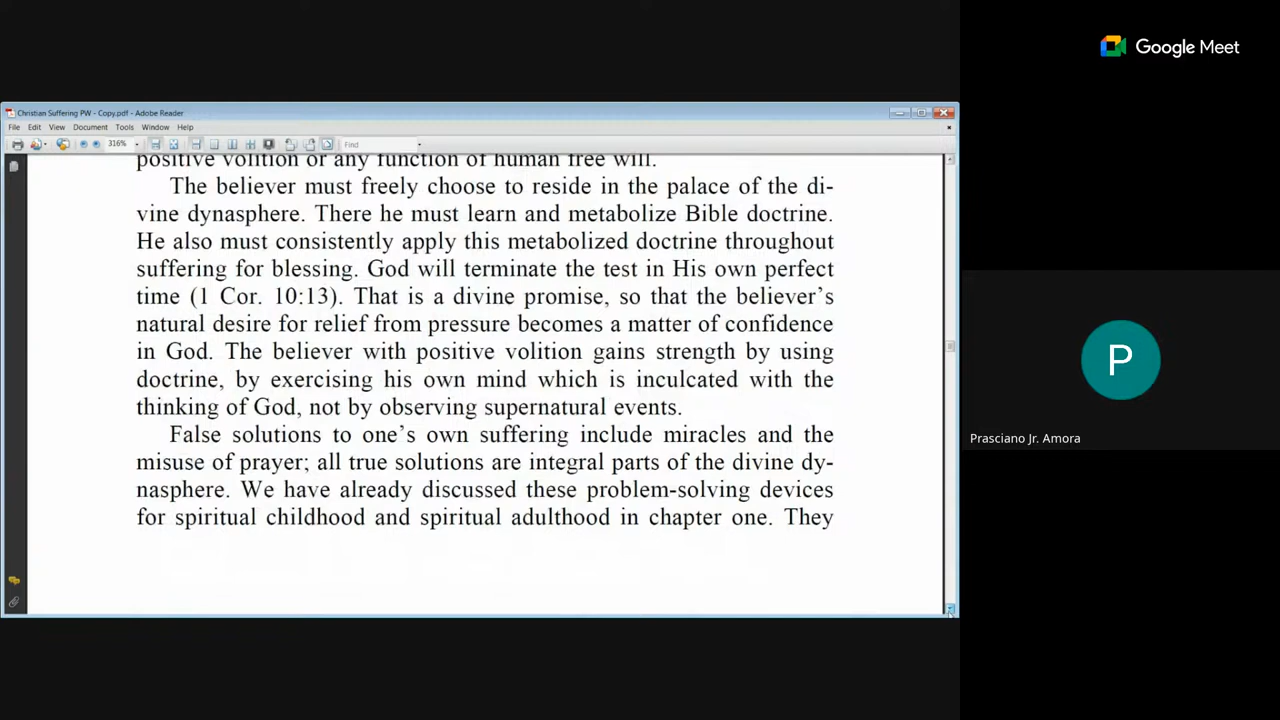 Google Meet
Christian Suffering PW - Copy.pdf - Adobe Reader
File Edit View Document Tools Window Help
316% Find
positive volition or any function of human free will.
The believer must freely choose to reside in the palace of the di-
vine dynasphere. There he must learn and metabolize Bible doctrine.
He also must consistently apply this metabolized doctrine throughout
suffering for blessing. God will terminate the test in His own perfect
time (1 Cor. 10:13). That is a divine promise, so that the believer's
natural desire for relief from pressure becomes a matter of confidence
in God. The believer with positive volition gains strength by using
doctrine, by exercising his own mind which is inculcated with the
thinking of God, not by observing supernatural events.
False solutions to one's own suffering include miracles and the
misuse of prayer; all true solutions are integral parts of the divine dy-
nasphere. We have already discussed these problem-solving devices
for spiritual childhood and spiritual adulthood in chapter one. They
P
Prasciano Jr. Amora